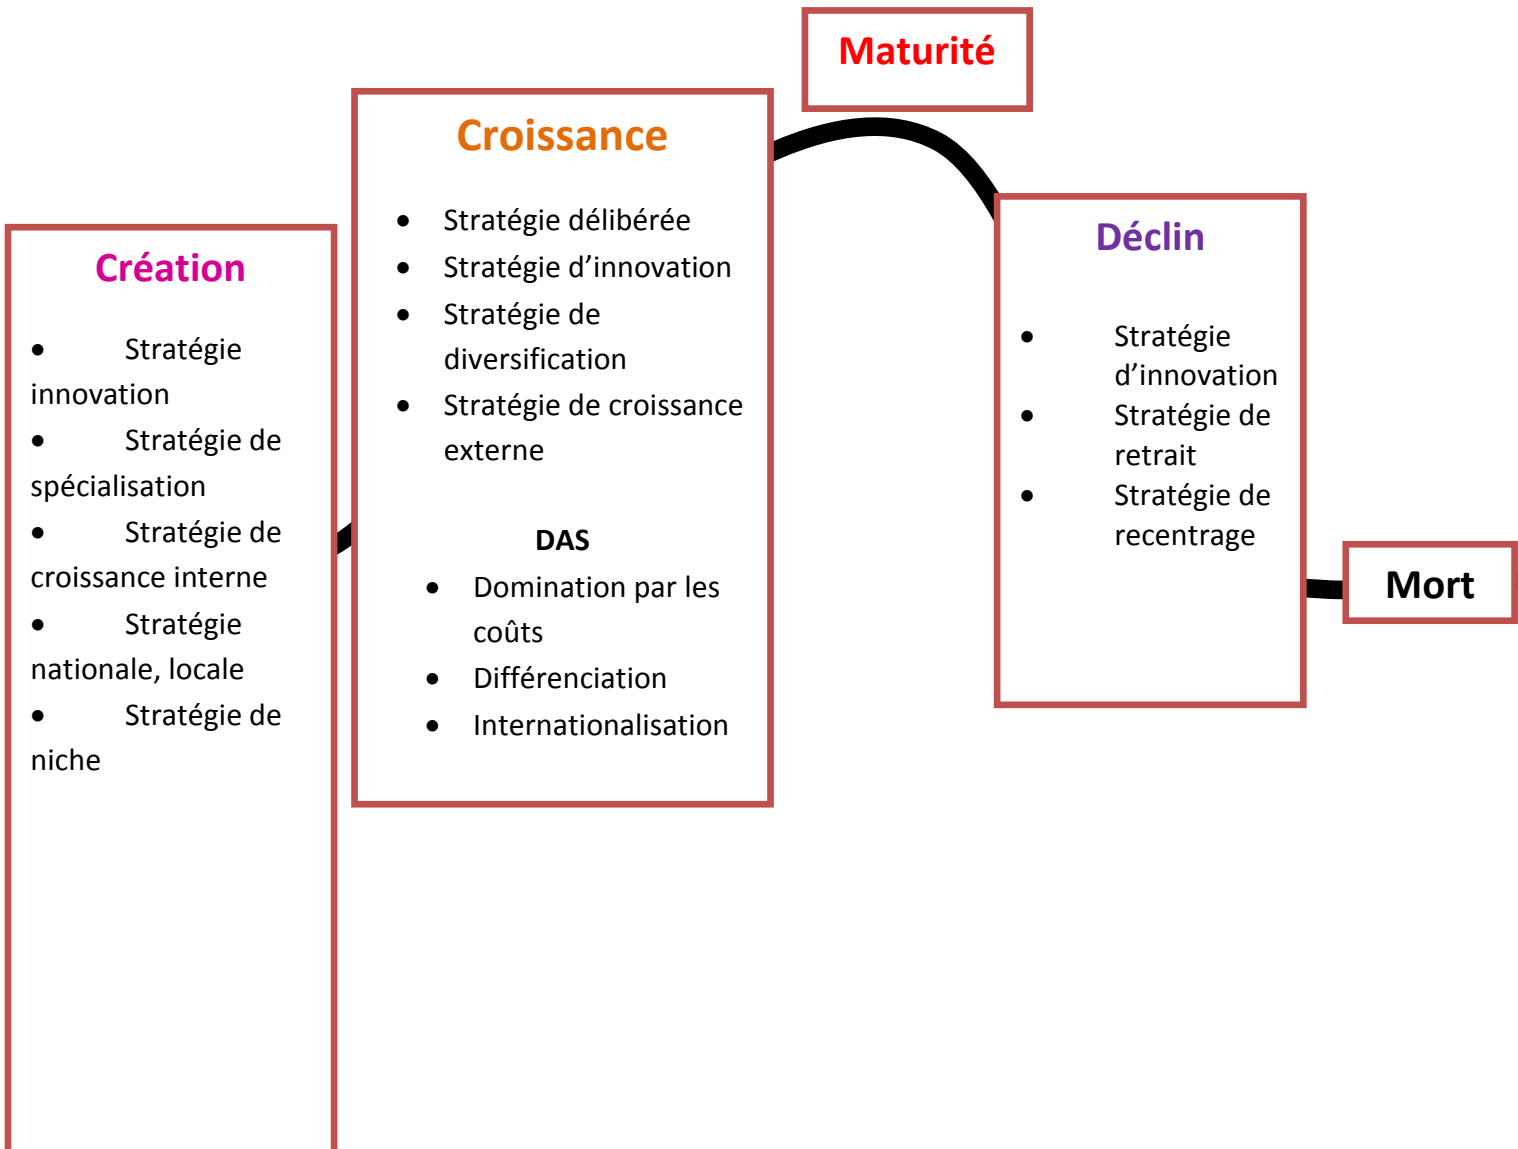 Création
• Stratégie
innovation
• Stratégie de
spécialisation
• Stratégie de
croissance interne
• Stratégie
nationale, locale
• Stratégie de
niche
Croissance
• Stratégie délibérée
• Stratégie d’innovation
• Stratégie de
diversification
• Stratégie de croissance
externe
DAS
• Domination par les
coûts
• Différenciation
• Internationalisation
Maturité
Déclin
• Stratégie
d’innovation
• Stratégie de
retrait
• Stratégie de
recentrage
Mort